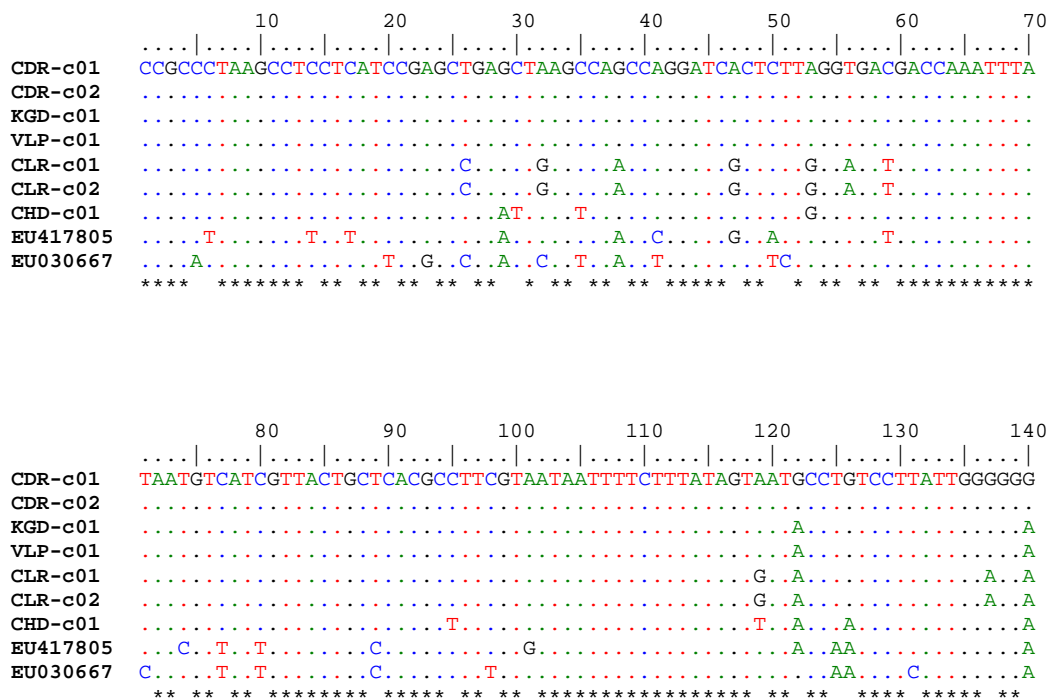 10 20 30 40 50 60 70
....|....|....|....|....|....|....|....|....|....|....|....|....|....|
CDR-c01 CCGCCCTAAGCCTCCTCATCCGAGCTGAGCTAAGCCAGCCAGGATCACTCTTAGGTGACGACCAAATTTA
CDR-c02 ......................................................................
KGD-c01 ......................................................................
VLP-c01 ......................................................................
CLR-c01 .........................C.....G.....A........G.....G..A..T...........
CLR-c02 .........................C.....G.....A........G.....G..A..T...........
CHD-c01 ............................AT....T.................G.................
EU417805 .....T.......T..T...........A........A..C.....G..A........T...........
EU030667 ....A..............T..G..C..A..C..T..A..T........TC...................
**** ******* ** ** ** ** ** * ** ** ** ***** ** * ** ** ***********
80 90 100 110 120 130 140
....|....|....|....|....|....|....|....|....|....|....|....|....|....|
CDR-c01 TAATGTCATCGTTACTGCTCACGCCTTCGTAATAATTTTCTTTATAGTAATGCCTGTCCTTATTGGGGGG
CDR-c02 ......................................................................
KGD-c01 ...................................................A.................A
VLP-c01 ...................................................A.................A
CLR-c01 ................................................G..A..............A..A
CLR-c02 ................................................G..A..............A..A
CHD-c01 ........................T.......................T..A...A.............A
EU417805 ...C..T..T........C...........G....................A..AA.............A
EU030667 C.....T..T........C........T..........................AA....C........A
** ** ** ******** ***** ** ** ***************** ** ** **** ***** **